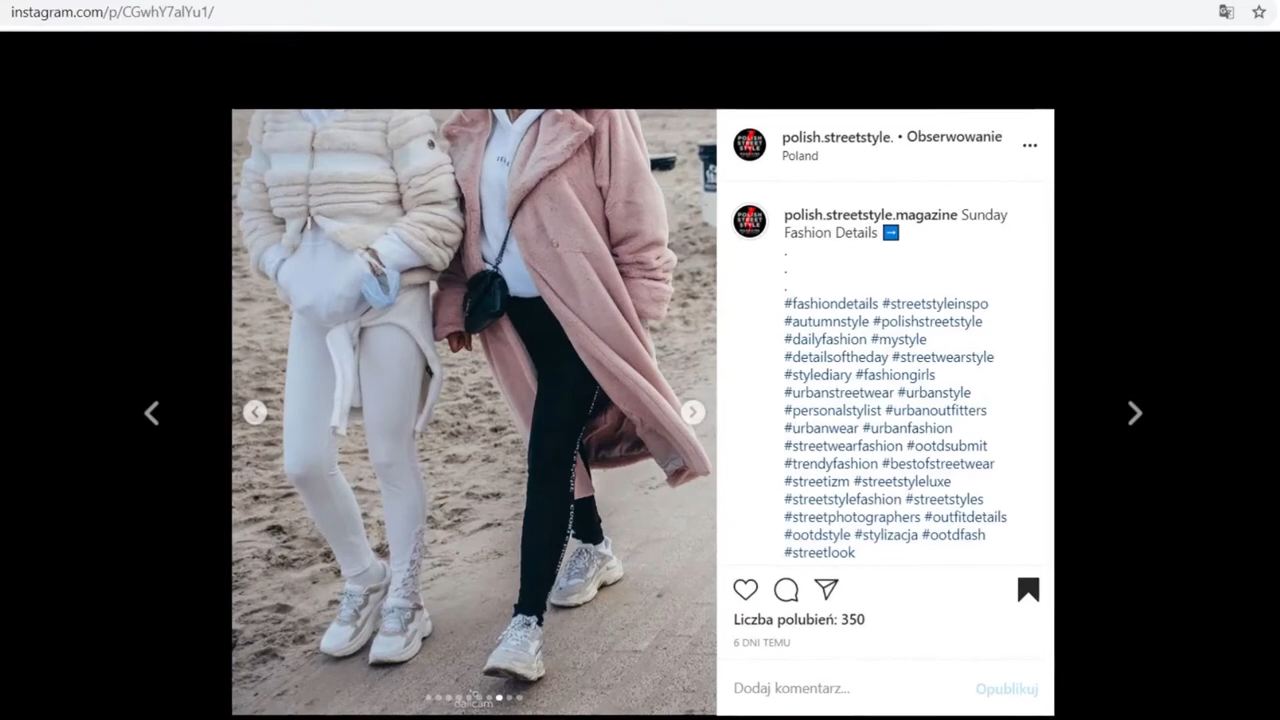 instagram.com/p/CGwhY7alYu1/
polish.streetstyle. • Obserwowanie
Poland
polish.streetstyle.magazine Sunday
Fashion Details ➡
.
.
.
#fashiondetails #streetstyleinspo
#autumnstyle #polishstreetstyle
#dailyfashion #mystyle
#detailsoftheday #streetwearstyle
#stylediary #fashiongirls
#urbanstreetwear #urbanstyle
#personalstylist #urbanoutfitters
#urbanwear #urbanfashion
#streetwearfashion #ootdsubmit
#trendyfashion #bestofstreetwear
#streetizm #streetstyleluxe
#streetstylefashion #streetstyles
#streetphotographers #outfitdetails
#ootdstyle #stylizacja #ootdfash
#streetlook
Liczba polubień: 350
6 DNI TEMU
Dodaj komentarz...
Opublikuj
dalicam